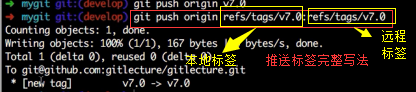 → mygit git:(develop) git push origin
→ mygit git:(develop) git push origin refs/tags/v7.0:refs/tags/v7.0
Counting objects: 1, done.
Writing objects: 100% (1/1), 167 bytes bytes/s, done.
Total 1 (delta 0), reused 0 (delta 0)
To git@github.com:gitlecture/gitlecture.git
* [new tag] v7.0 -> v7.0
本地标签
推送标签完整写法
远程
标签